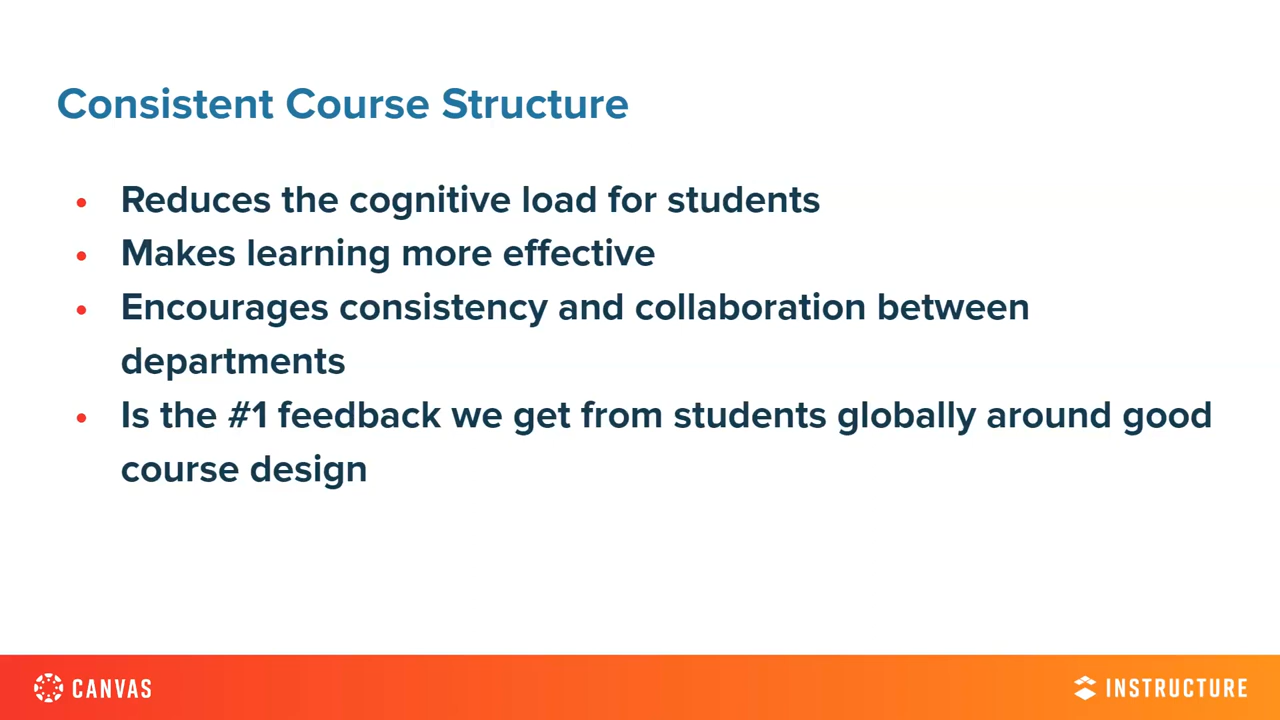 Consistent Course Structure
• Reduces the cognitive load for students
• Makes learning more effective
• Encourages consistency and collaboration between
departments
• Is the #1 feedback we get from students globally around good
course design
CANVAS
INSTRUCTURE